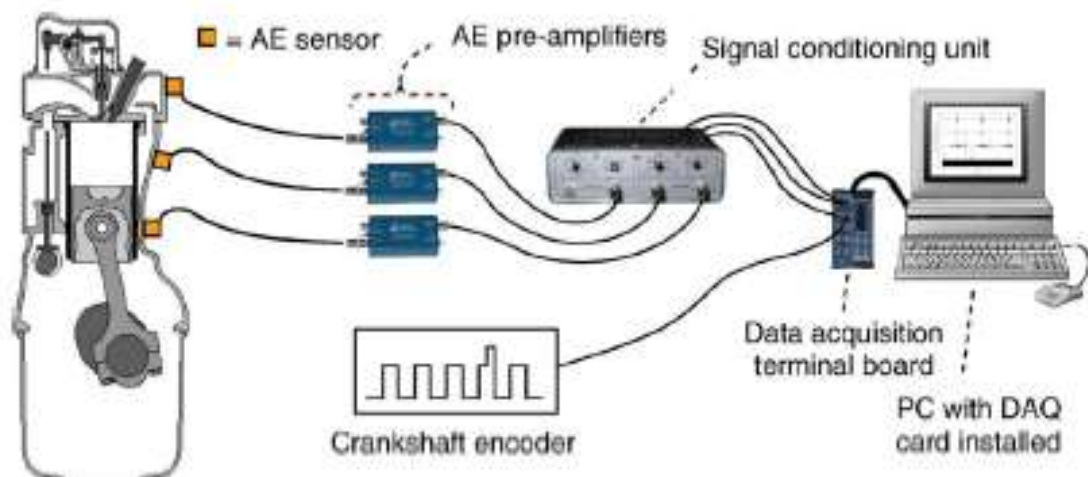 = AE sensor
AE pre-amplifiers
Signal conditioning unit
Data acquisition
terminal board
Crankshaft encoder
PC with DAQ
card installed